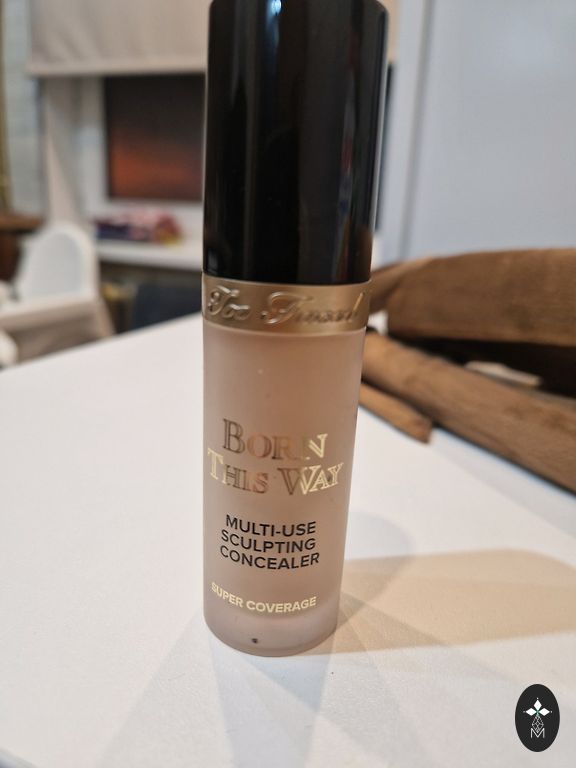 Too Faced
BORN
THIS WAY
MULTI-USE
SCULPTING
CONCEALER
SUPER COVERAGE
M